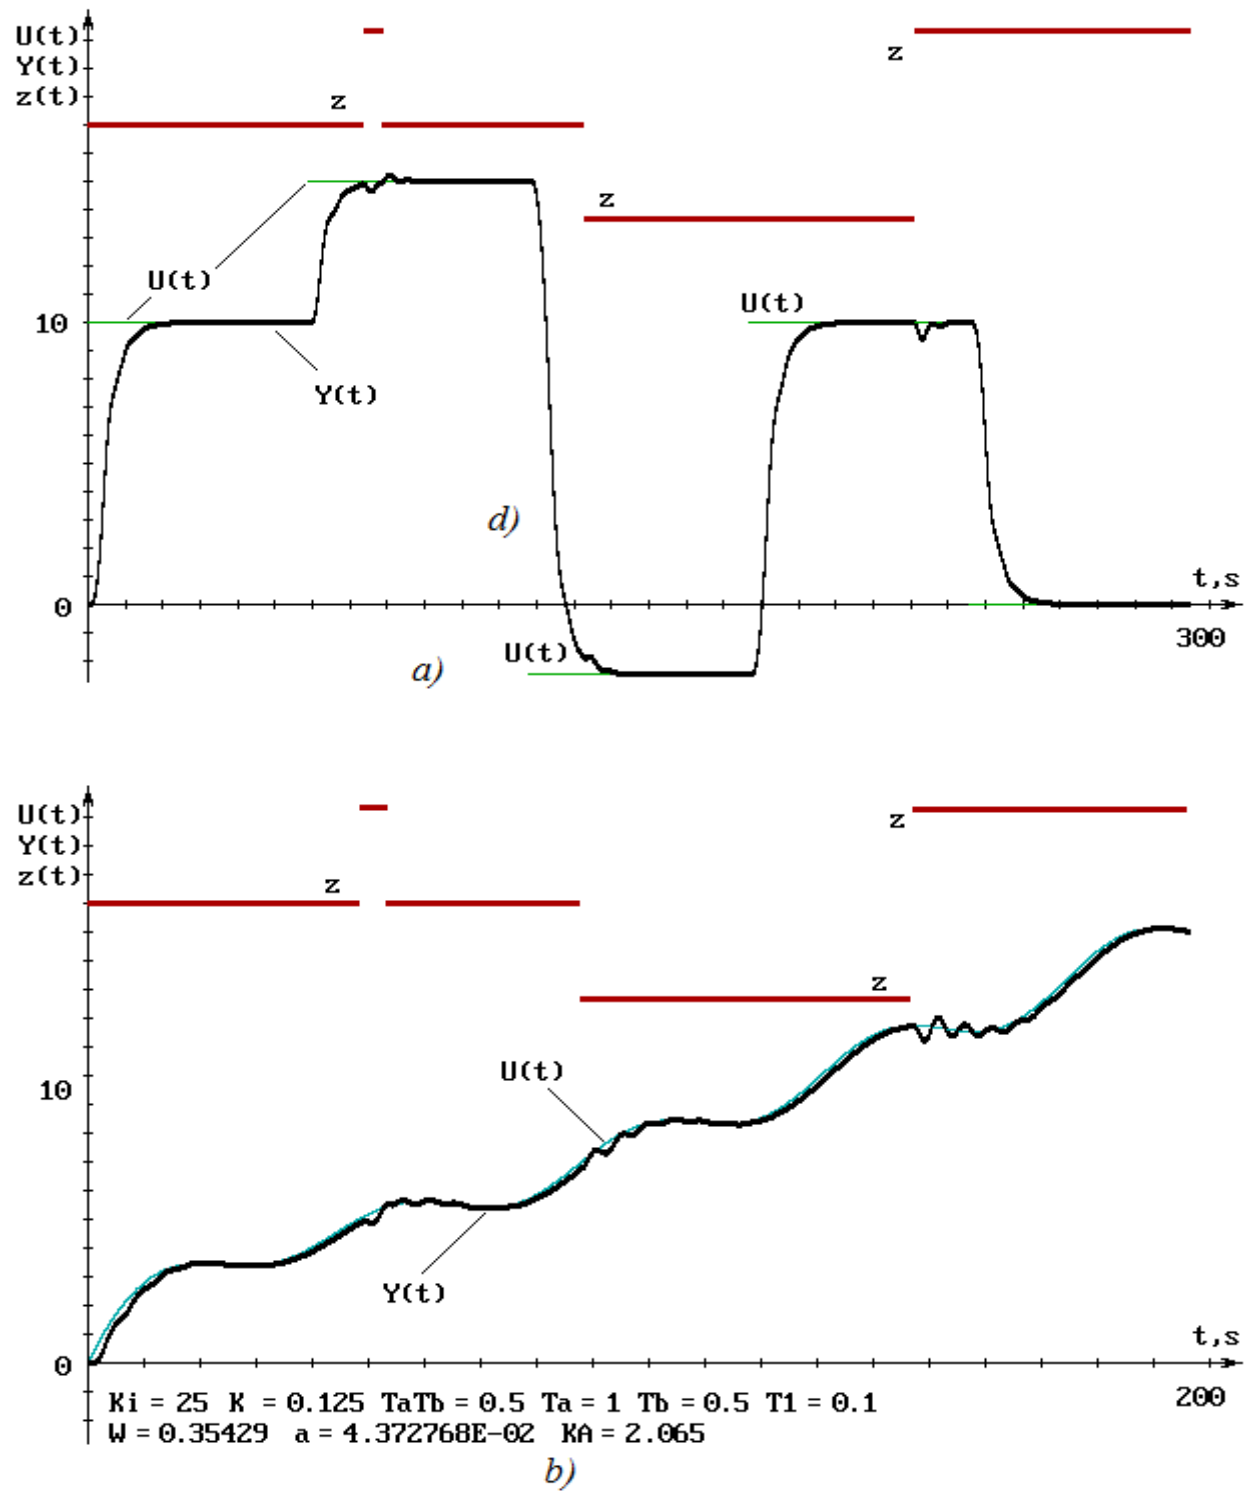 U(t)
Y(t)
z(t)
z
z
z
U(t)
10
U(t)
Y(t)
d)
0
t,s
300
U(t)
a)
U(t)
Y(t)
z(t)
z
z
z
U(t)
10
Y(t)
t,s
0
200
Ki = 25 K = 0.125 TaTb = 0.5 Ta = 1 Tb = 0.5 T1 = 0.1
W = 0.35429 a = 4.372768E-02 KA = 2.065
b)